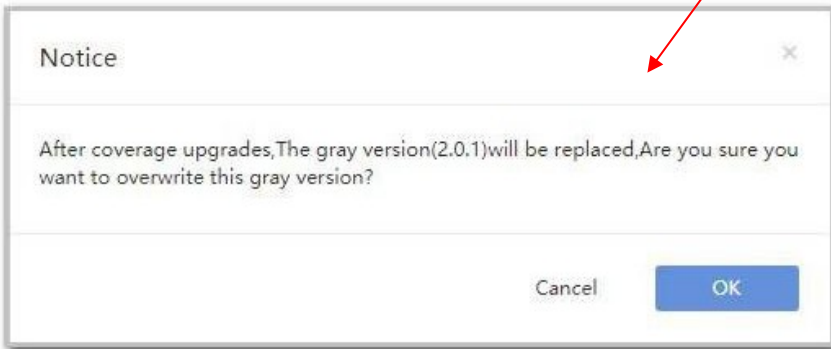 Notice
After coverage upgrades,The gray version(2.0.1)will be replaced,Are you sure you
want to overwrite this gray version?
Cancel
OK